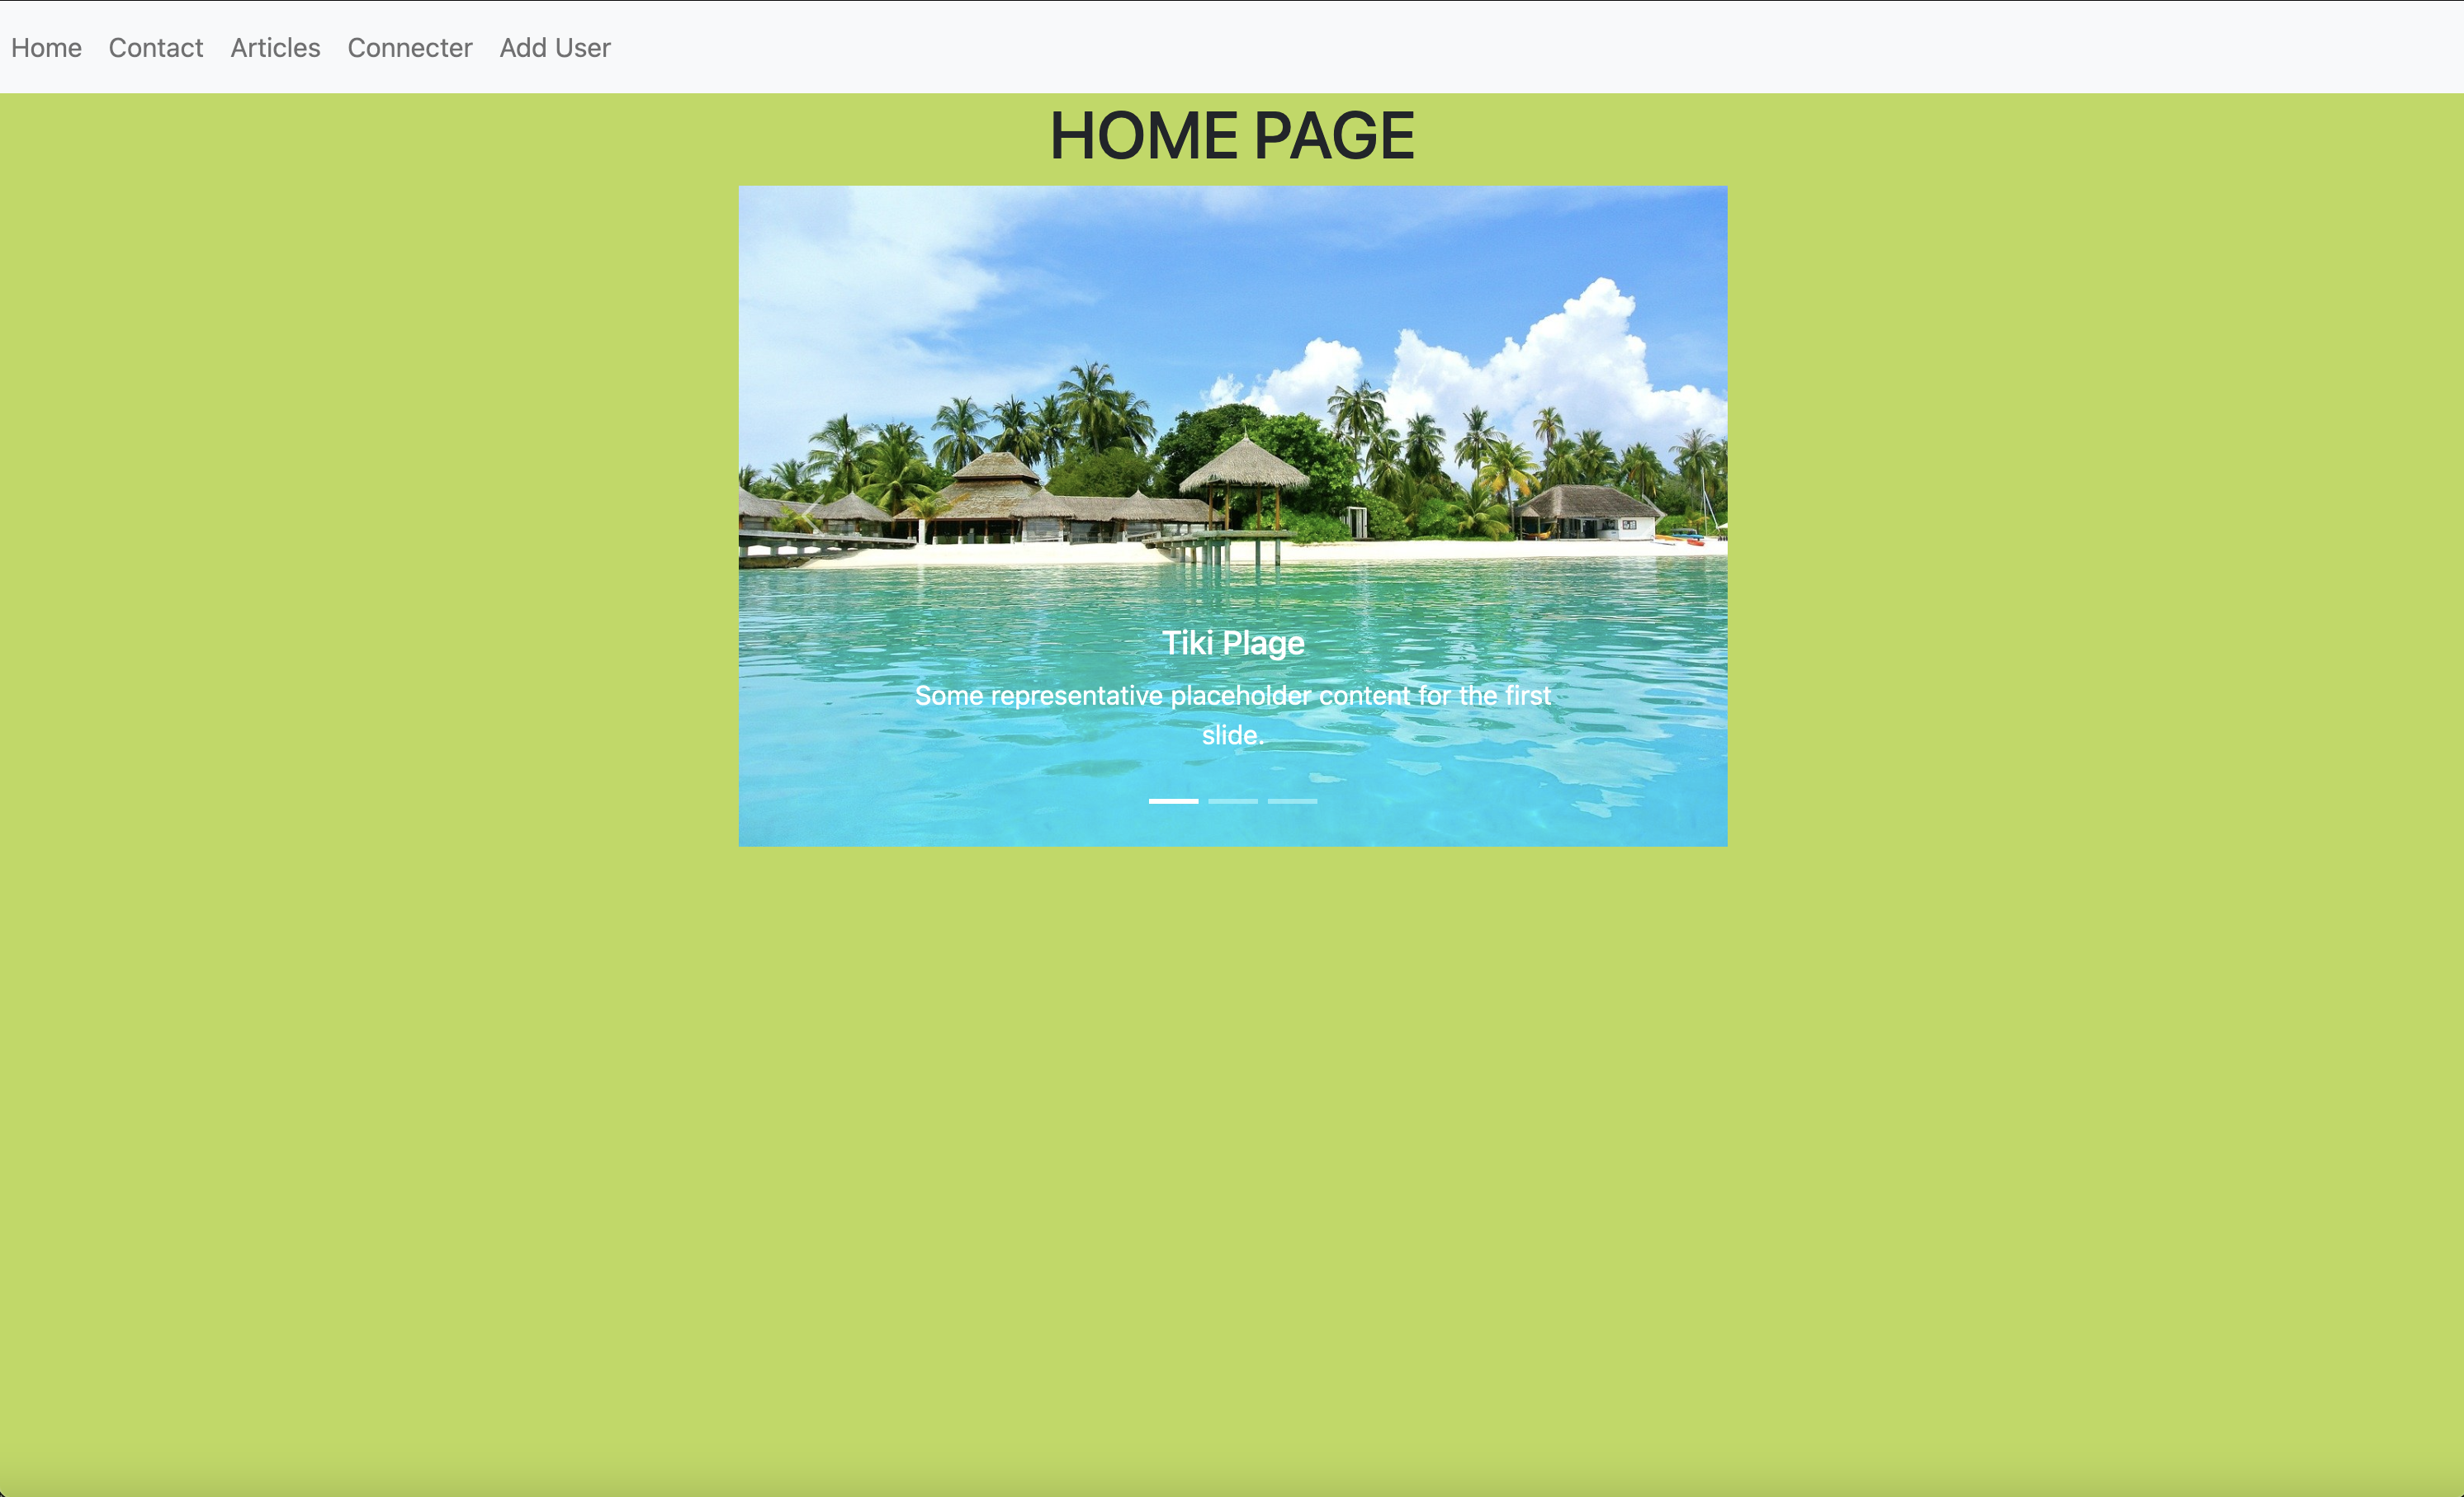 Home Contact Articles Connecter Add User
HOME PAGE
Tiki Plage
Some representative placeholder content for the first
slide.